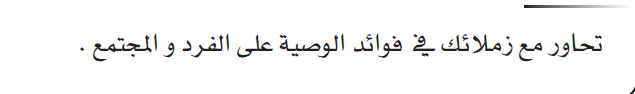 تحاور مع زملائك في فوائد الوصية على الفرد و المجتمع .